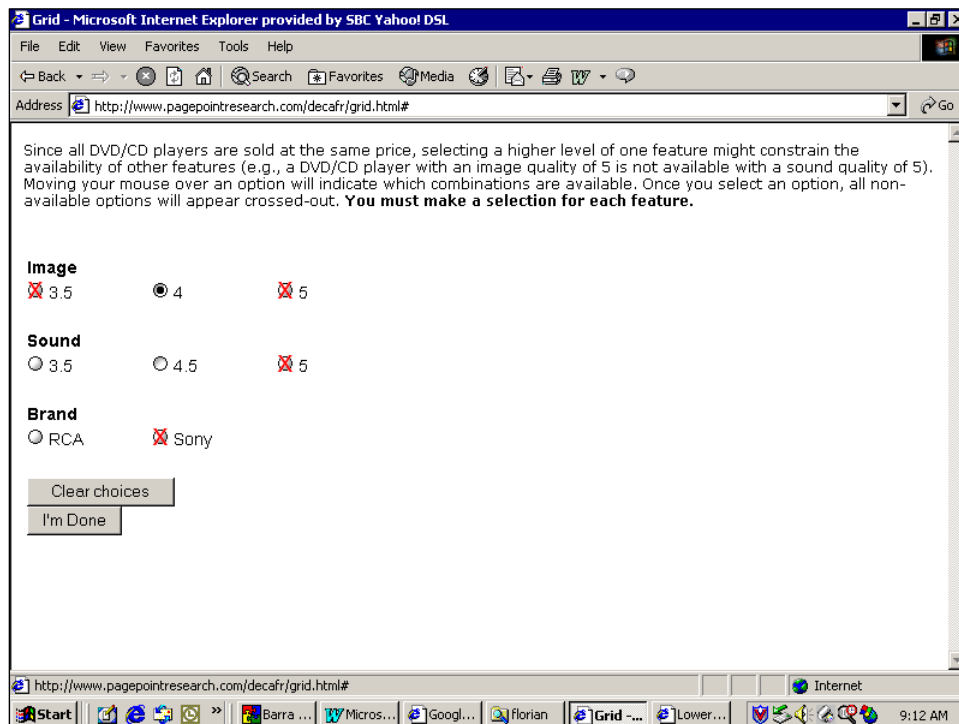 Grid - Microsoft Internet Explorer provided by SBC Yahoo! DSL
File Edit View Favorites Tools Help
Back Search Favorites Media
Address http://www.pagepointresearch.com/decafr/grid.html# Go
Since all DVD/CD players are sold at the same price, selecting a higher level of one feature might constrain the
availability of other features (e.g., a DVD/CD player with an image quality of 5 is not available with a sound quality of 5).
Moving your mouse over an option will indicate which combinations are available. Once you select an option, all non-
available options will appear crossed-out. You must make a selection for each feature.
Image
3.5 4 5
Sound
3.5 4.5 5
Brand
RCA Sony
Clear choices
I'm Done
http://www.pagepointresearch.com/decafr/grid.html# Internet
Start » Barra ... Micros... Googl... florian Grid -... Lower... 9:12 AM